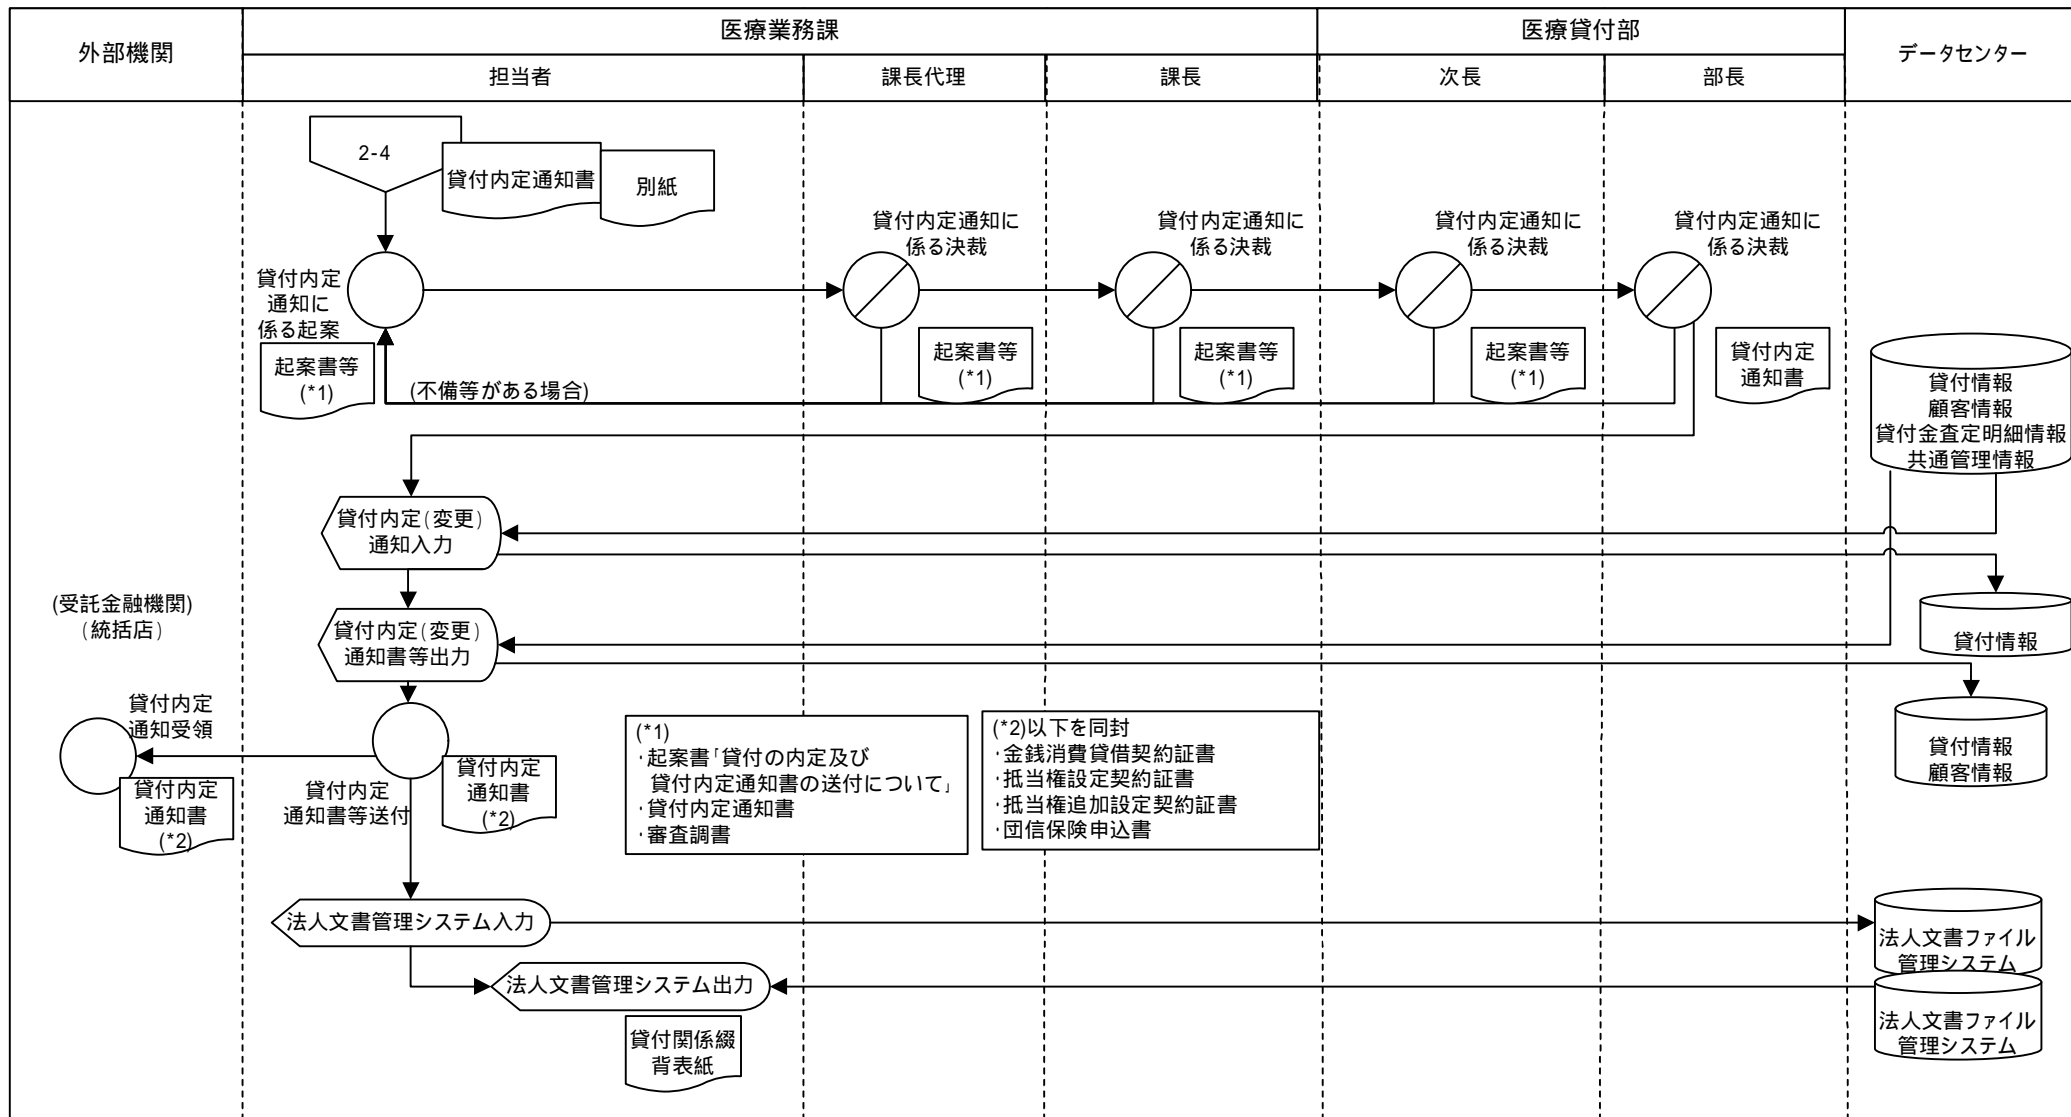 外部機関
医療業務課
医療貸付部
データセンター
担当者
課長代理
課長
次長
部長
2-4
貸付内定通知書
別紙
貸付内定
通知に
係る起案
貸付内定通知に
係る決裁
貸付内定通知に
係る決裁
貸付内定通知に
係る決裁
貸付内定通知に
係る決裁
起案書等
(*1)
(不備等がある場合)
起案書等
(*1)
起案書等
(*1)
起案書等
(*1)
貸付内定
通知書
貸付情報
顧客情報
貸付金査定明細情報
共通管理情報
貸付内定(変更)
通知入力
(受託金融機関)
(統括店)
貸付内定(変更)
通知書等出力
貸付情報
貸付内定
通知受領
貸付内定
通知書
(*2)
貸付内定
通知書等送付
貸付内定
通知書
(*2)
(*1)
・起案書「貸付の内定及び
貸付内定通知書の送付について」
・貸付内定通知書
・審査調書
(*2)以下を同封
・金銭消費貸借契約証書
・抵当権設定契約証書
・抵当権追加設定契約証書
・団信保険申込書
貸付情報
顧客情報
法人文書管理システム入力
法人文書ファイル
管理システム
法人文書管理システム出力
法人文書ファイル
管理システム
貸付関係綴
背表紙